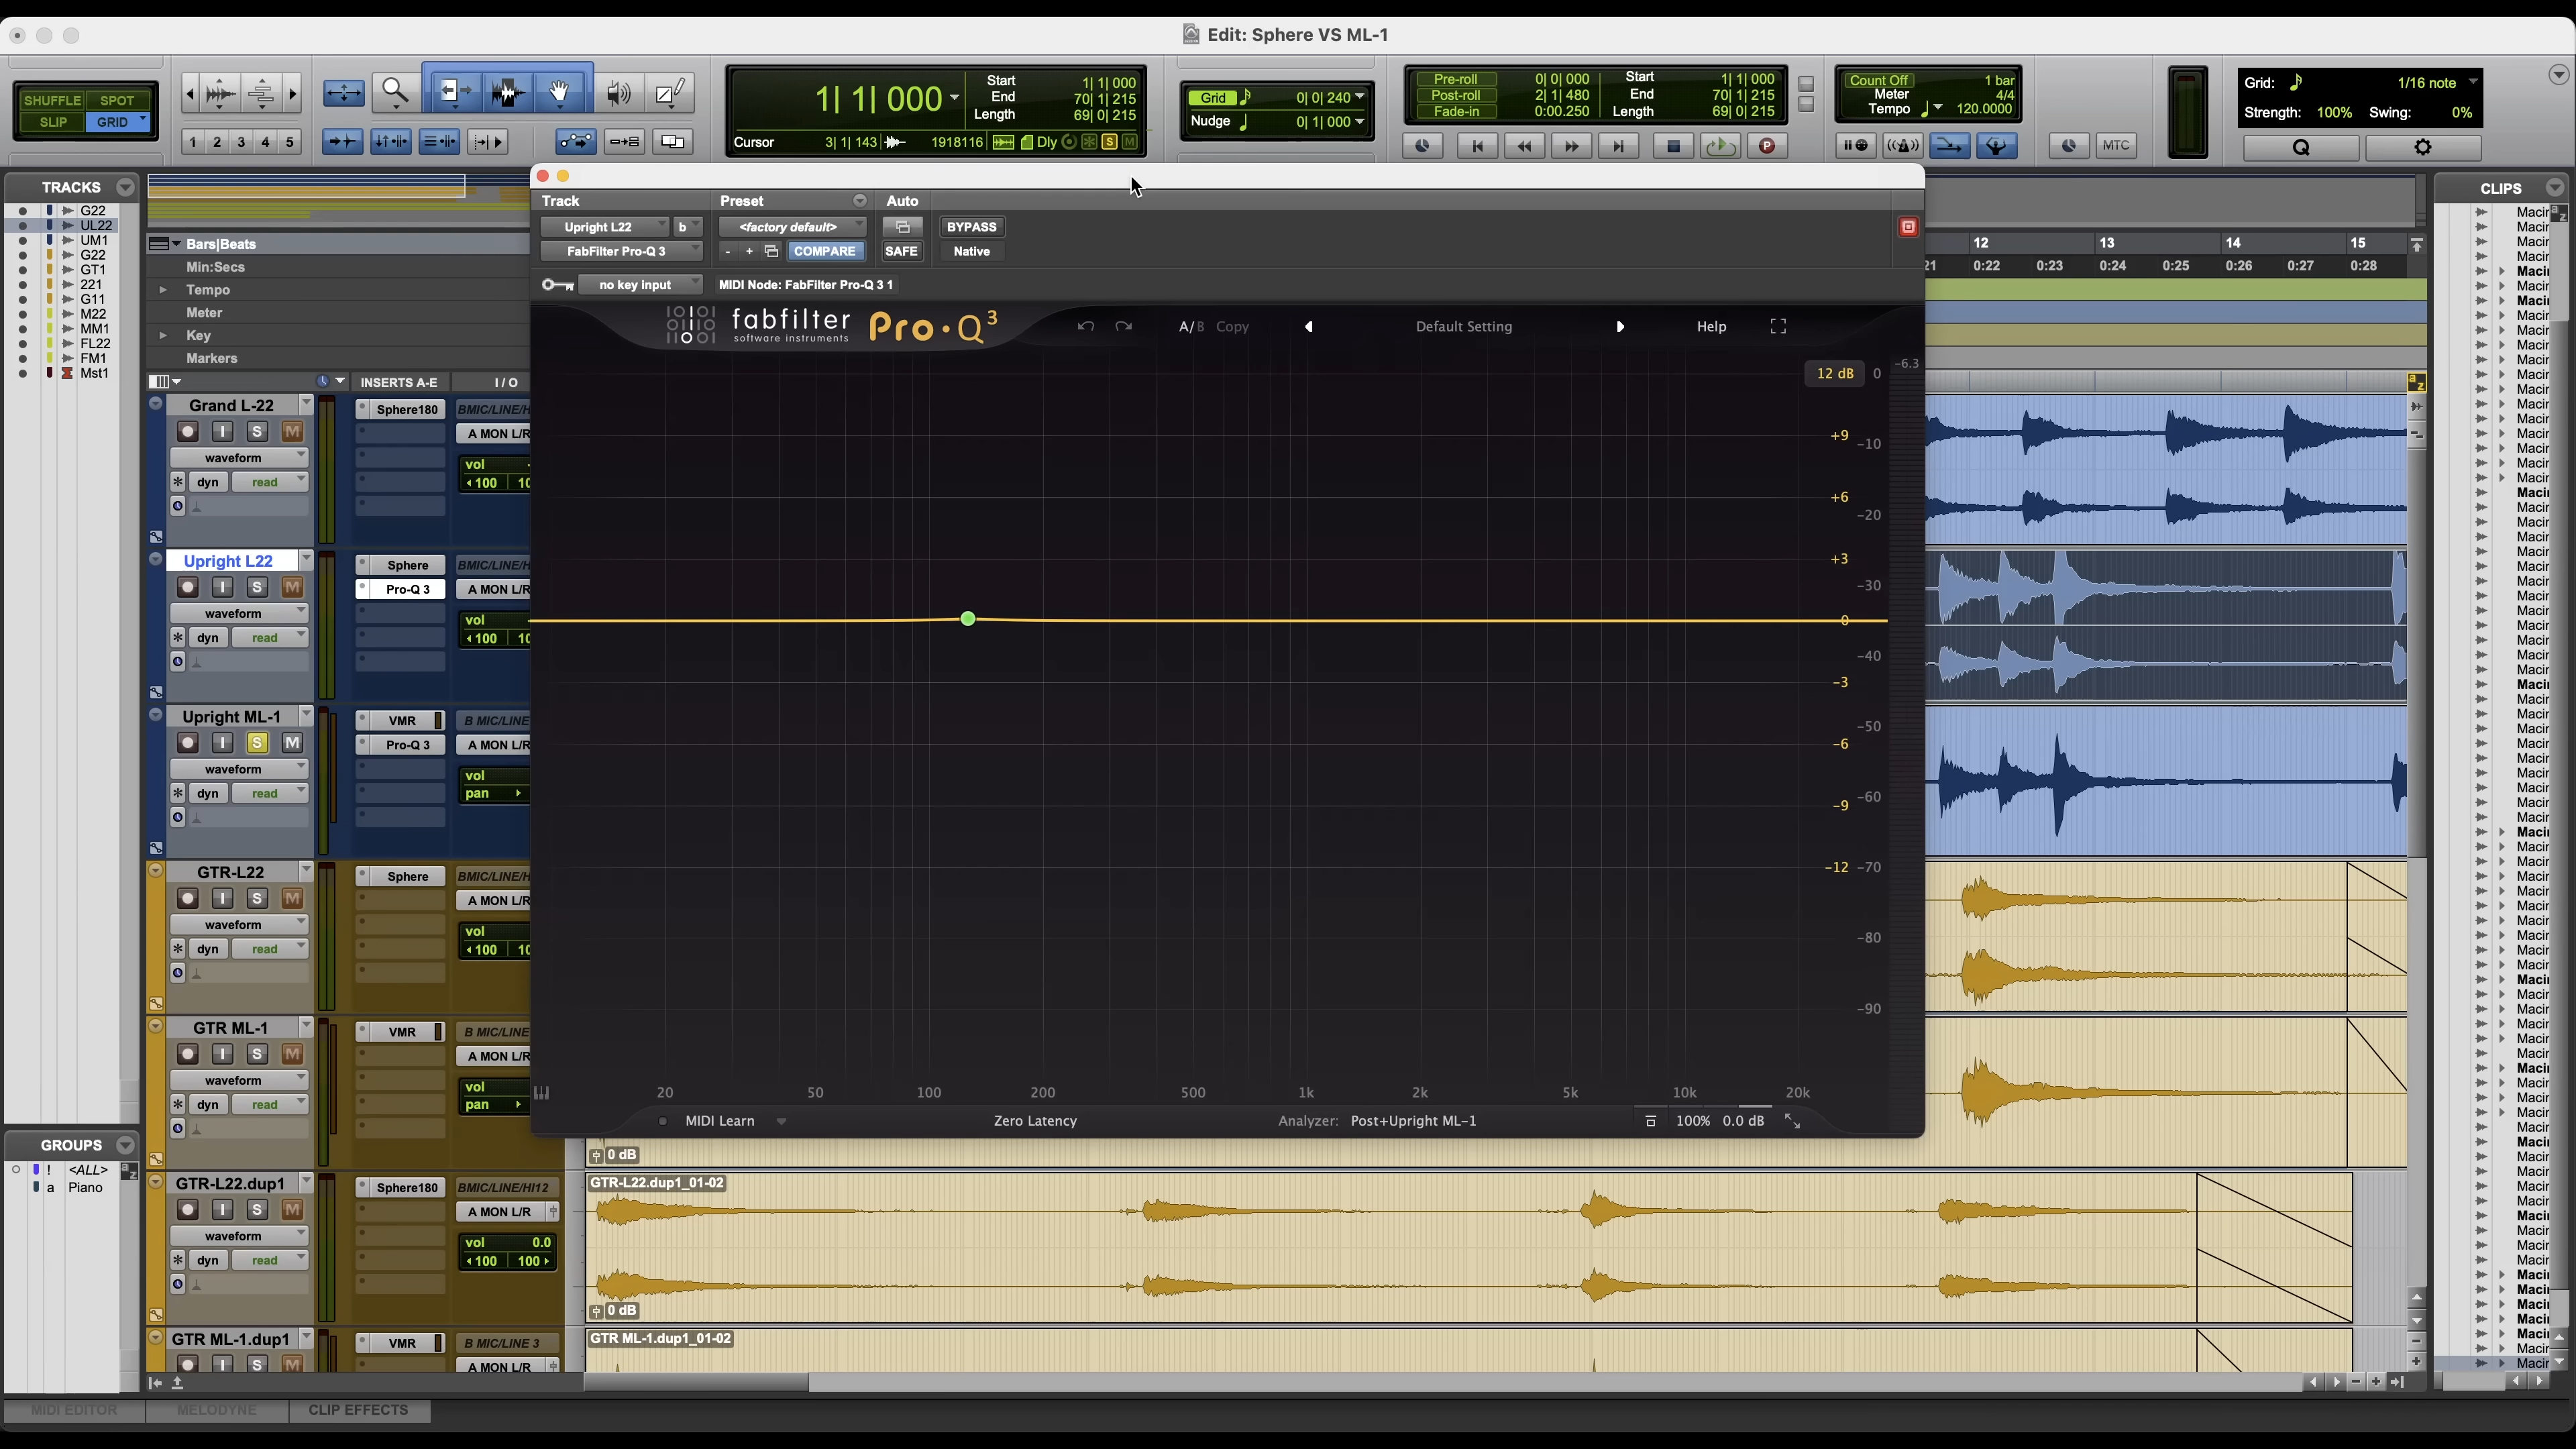 Edit: Sphere VS ML-1
SHUFFLE SPOT
SLIP GRID
1 2 3 4 5
1| 1| 000
Start 1| 1| 000
End 70| 1| 215
Length 69| 0| 215
Cursor 3| 1| 143 1918116 Dly S M
Grid 0| 0| 240
Nudge 0| 1| 000
Pre-roll 0| 0| 000
Post-roll 2| 1| 480
Fade-in 0:00.250
Start 1| 1| 000
End 70| 1| 215
Length 69| 0| 215
Count Off 1 bar
Meter 4/4
Tempo 120.0000
MTC
Grid: 1/16 note
Strength: 100% Swing: 0%
Q
TRACKS
G22
UL22
UM1
G22
GT1
221
G11
M22
MM1
FL22
FM1
Mst1
GROUPS
! <ALL>
a Piano
Bars|Beats
Min:Secs
Tempo
Meter
Key
Markers
INSERTS A-E I / O
Grand L-22 Sphere180 BMIC/LINE/H
I S M A MON L/R
waveform vol
dyn read 100 10
Upright L22 Sphere BMIC/LINE/H
I S M Pro-Q 3 A MON L/R
waveform vol
dyn read 100 10
Upright ML-1 VMR B MIC/LINE
I S M Pro-Q 3 A MON L/R
waveform vol
dyn read pan
GTR-L22 Sphere BMIC/LINE/H
I S M A MON L/R
waveform vol
dyn read 100 10
GTR ML-1 VMR B MIC/LINE
I S M A MON L/R
waveform vol
dyn read pan
GTR-L22.dup1 Sphere180 BMIC/LINE/HI12
I S M A MON L/R
waveform vol 0.0
dyn read 100 100
GTR ML-1.dup1 VMR B MIC/LINE 3
I S M A MON L/R
Track Preset Auto
Upright L22 b <factory default> BYPASS
FabFilter Pro-Q 3 - + COMPARE SAFE Native
no key input MIDI Node: FabFilter Pro-Q 3 1
fabfilter
software instruments
Pro·Q 3
A/B Copy Default Setting Help
12 dB 0 -6.3
+9 -10
+6 -20
+3 -30
0
-40
-3
-50
-6
-60
-9
-12 -70
-80
-90
20 50 100 200 500 1k 2k 5k 10k 20k
MIDI Learn Zero Latency Analyzer: Post+Upright ML-1 100% 0.0 dB
12 13 14 15
21 0:22 0:23 0:24 0:25 0:26 0:27 0:28
0 dB
GTR-L22.dup1_01-02
0 dB
GTR ML-1.dup1_01-02
CLIPS
MIDI EDITOR MELODYNE CLIP EFFECTS